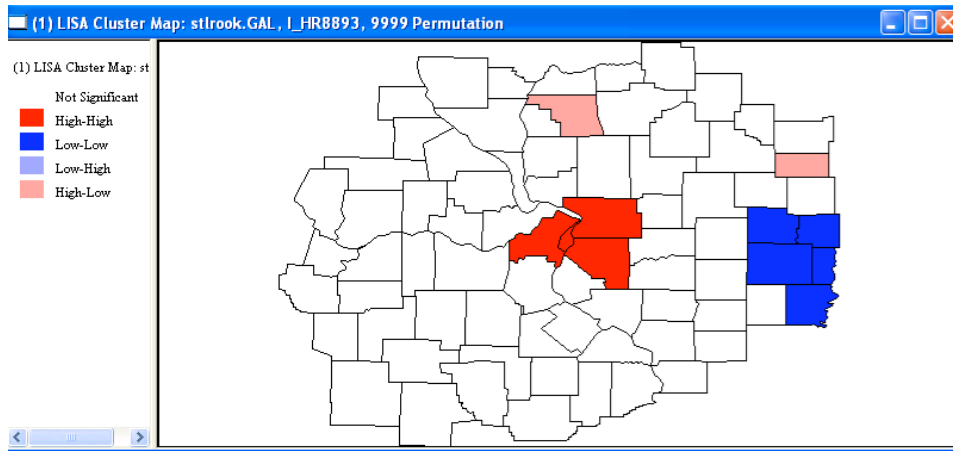 (1) LISA Cluster Map: stlrook.GAL, I_HR8893, 9999 Permutation
(1) LISA Cluster Map: st
Not Significant
High-High
Low-Low
Low-High
High-Low